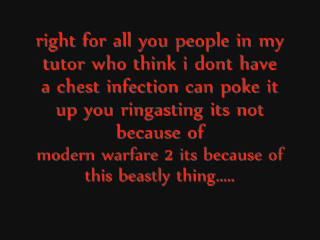 right for all you people in my
tutor who think i dont have
a chest infection can poke it
up you ringasting its not
because of
modern warfare 2 its because of
this beastly thing.....